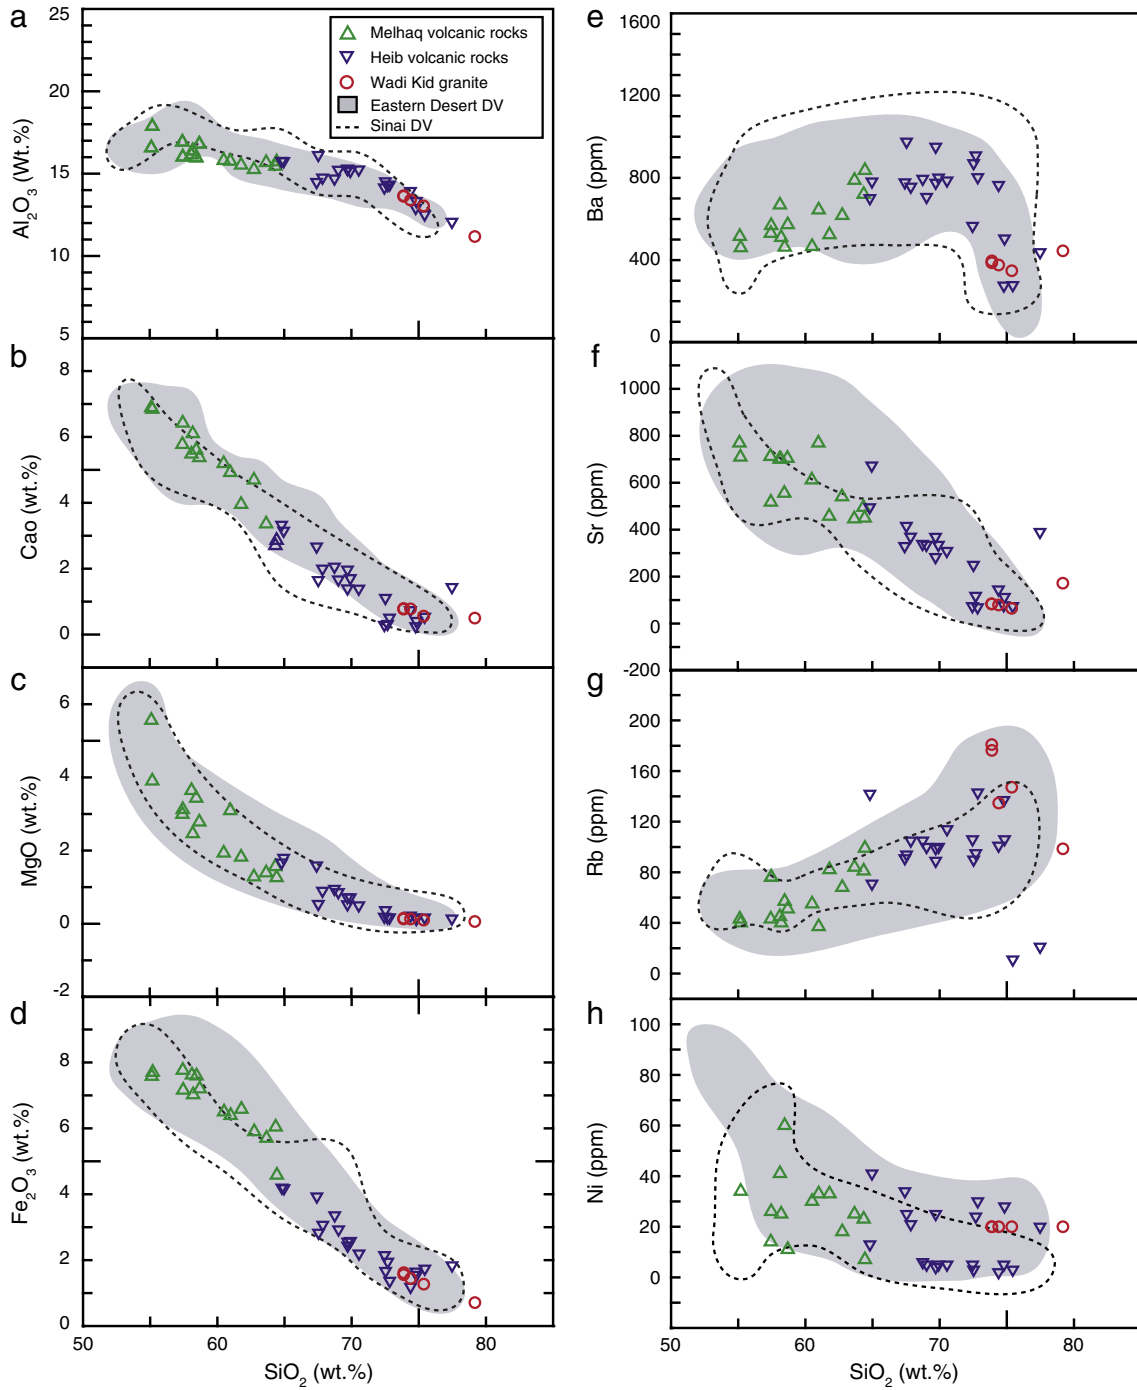 a
25
20
15
10
5
Al2O3 (Wt.%)
Melhaq volcanic rocks
Heib volcanic rocks
Wadi Kid granite
Eastern Desert DV
Sinai DV
b
8
6
4
2
0
Cao (wt.%)
c
6
4
2
0
-2
MgO (wt.%)
d
8
6
4
2
0
Fe2O3 (wt.%)
50
60
70
80
SiO2 (wt.%)
e
1600
1200
800
400
0
Ba (ppm)
f
1000
800
600
400
200
0
-200
Sr (ppm)
g
200
160
120
80
40
0
Rb (ppm)
h
100
80
60
40
20
0
Ni (ppm)
50
60
70
80
SiO2 (wt.%)